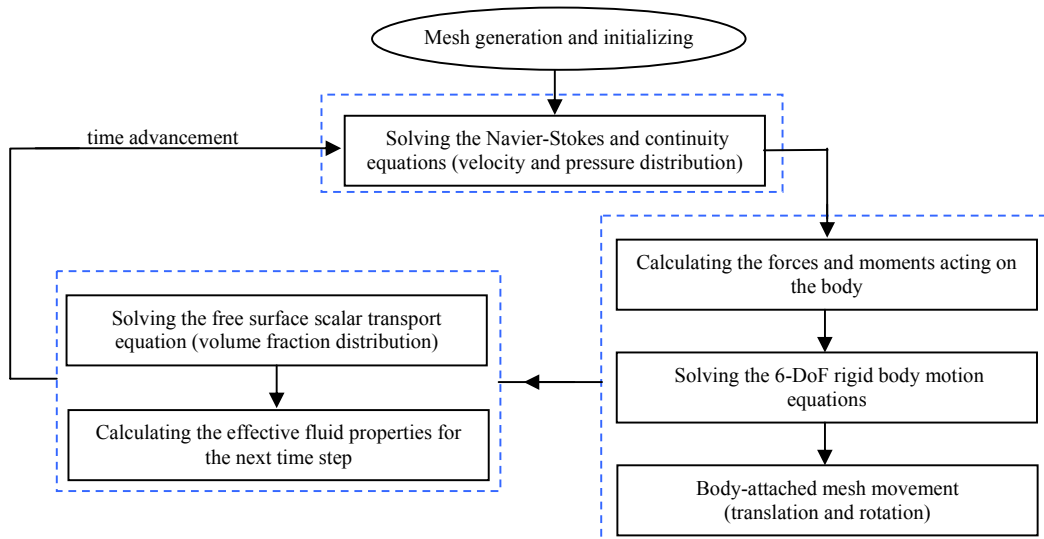 Mesh generation and initializing
time advancement
Solving the Navier-Stokes and continuity
equations (velocity and pressure distribution)
Calculating the forces and moments acting on
the body
Solving the free surface scalar transport
equation (volume fraction distribution)
Solving the 6-DoF rigid body motion
equations
Calculating the effective fluid properties for
the next time step
Body-attached mesh movement
(translation and rotation)